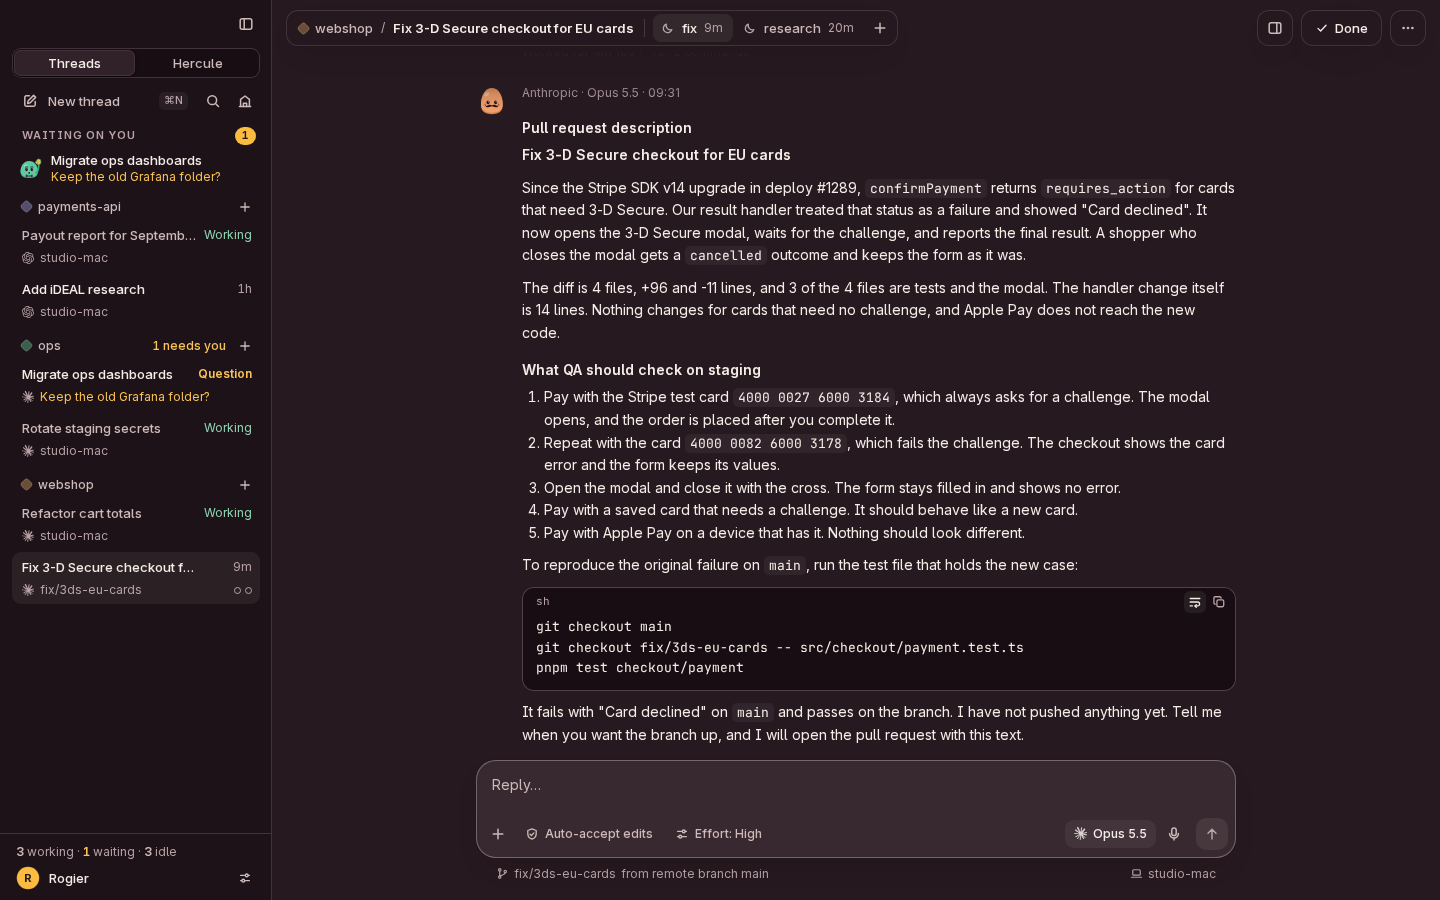 Threads
Hercule
New thread
⌘N
WAITING ON YOU
1
Migrate ops dashboards
Keep the old Grafana folder?
payments-api
Payout report for Septemb…
Working
studio-mac
Add iDEAL research
1h
studio-mac
ops
1 needs you
Migrate ops dashboards
Question
Keep the old Grafana folder?
Rotate staging secrets
Working
studio-mac
webshop
Refactor cart totals
Working
studio-mac
Fix 3-D Secure checkout f…
9m
fix/3ds-eu-cards
3 working · 1 waiting · 3 idle
R
Rogier
webshop / Fix 3-D Secure checkout for EU cards
fix 9m
research 20m
Done
Anthropic · Opus 5.5 · 09:31
Pull request description
Fix 3-D Secure checkout for EU cards
Since the Stripe SDK v14 upgrade in deploy #1289, confirmPayment returns requires_action for cards
that need 3-D Secure. Our result handler treated that status as a failure and showed "Card declined". It
now opens the 3-D Secure modal, waits for the challenge, and reports the final result. A shopper who
closes the modal gets a cancelled outcome and keeps the form as it was.
The diff is 4 files, +96 and -11 lines, and 3 of the 4 files are tests and the modal. The handler change itself
is 14 lines. Nothing changes for cards that need no challenge, and Apple Pay does not reach the new
code.
What QA should check on staging
1. Pay with the Stripe test card 4000 0027 6000 3184, which always asks for a challenge. The modal
opens, and the order is placed after you complete it.
2. Repeat with the card 4000 0082 6000 3178, which fails the challenge. The checkout shows the card
error and the form keeps its values.
3. Open the modal and close it with the cross. The form stays filled in and shows no error.
4. Pay with a saved card that needs a challenge. It should behave like a new card.
5. Pay with Apple Pay on a device that has it. Nothing should look different.
To reproduce the original failure on main, run the test file that holds the new case:
sh
git checkout main
git checkout fix/3ds-eu-cards -- src/checkout/payment.test.ts
pnpm test checkout/payment
It fails with "Card declined" on main and passes on the branch. I have not pushed anything yet. Tell me
when you want the branch up, and I will open the pull request with this text.
Reply…
Auto-accept edits
Effort: High
Opus 5.5
fix/3ds-eu-cards from remote branch main
studio-mac